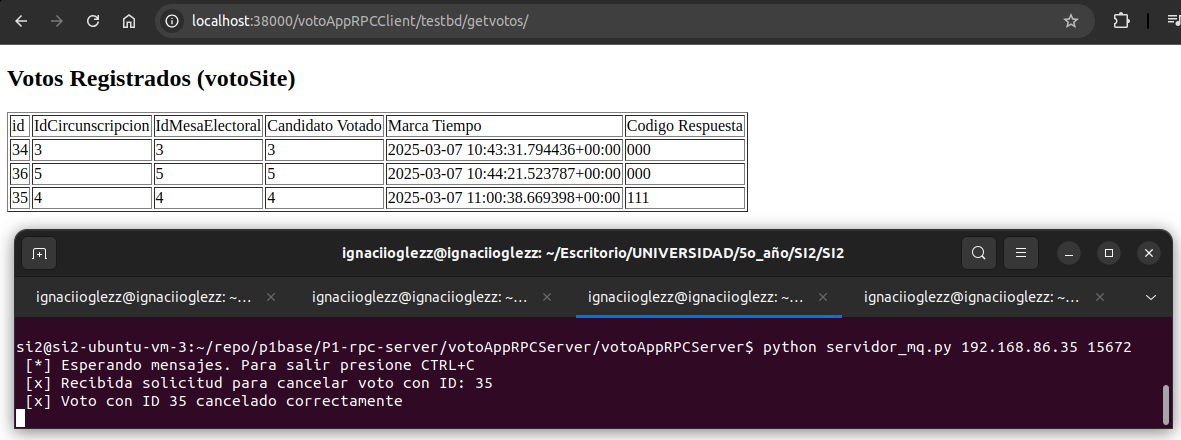 localhost:38000/votoAppRPCClient/testbd/getvotos/
Votos Registrados (votoSite)
id IdCircunscripcion IdMesaElectoral Candidato Votado Marca Tiempo Codigo Respuesta
34 3 3 3 2025-03-07 10:43:31.794436+00:00 000
36 5 5 5 2025-03-07 10:44:21.523787+00:00 000
35 4 4 4 2025-03-07 11:00:38.669398+00:00 111
ignaciioglezz@ignaciioglezz: ~/Escritorio/UNIVERSIDAD/5o_año/SI2/SI2
ignaciioglezz@ignaciioglezz: ~... ignaciioglezz@ignaciioglezz: ~... ignaciioglezz@ignaciioglezz: ~... ignaciioglezz@ignaciioglezz: ~...
si2@si2-ubuntu-vm-3:~/repo/p1base/P1-rpc-server/votoAppRPCServer/votoAppRPCServer$ python servidor_mq.py 192.168.86.35 15672
[*] Esperando mensajes. Para salir presione CTRL+C
[x] Recibida solicitud para cancelar voto con ID: 35
[x] Voto con ID 35 cancelado correctamente